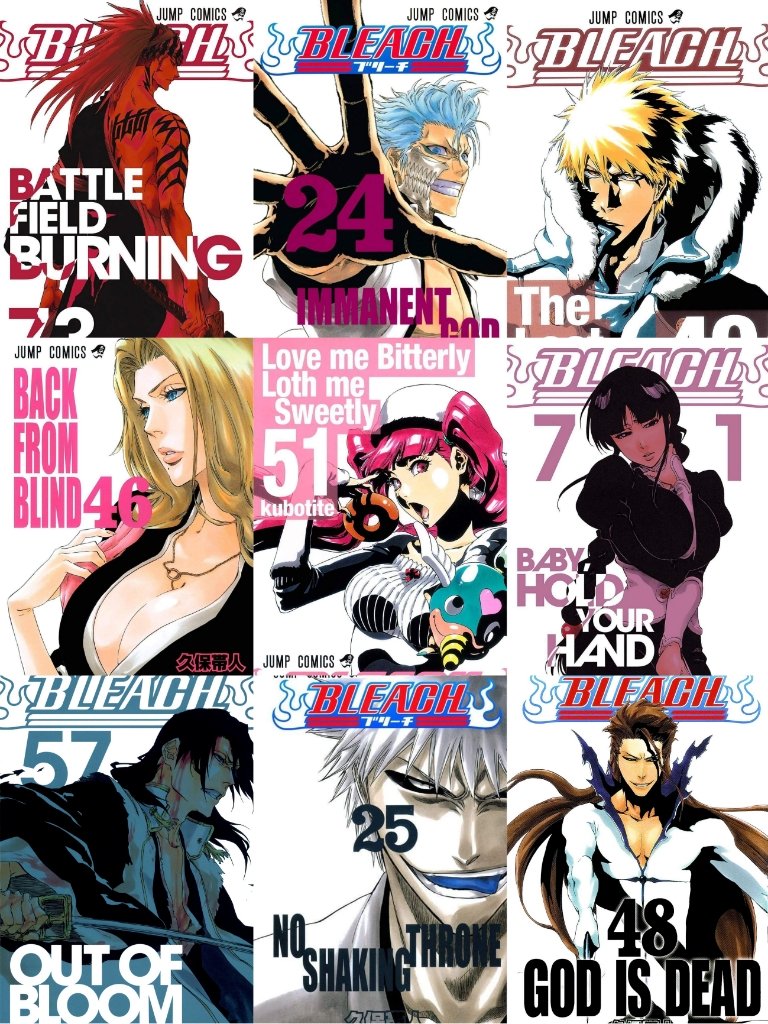 BLEACH
BATTLE
FIELD
BURNING
JUMP COMICS
BLEACH
ブリーチ
24
IMMANENT
GOD
JUMP COMICS
BLEACH
The
JUMP COMICS
BACK
FROM
BLIND 46
久保帯人
Love me Bitterly
Loth me
Sweetly
51
kubotite
JUMP COMICS
BLEACH
71
BABY,
HOLD
YOUR
HAND
BLEACH
57
OUT OF
BLOOM
JUMP COMICS
BLEACH
ブリーチ
25
NO
SHAKING
THRONE
BLEACH
48
GOD IS DEAD